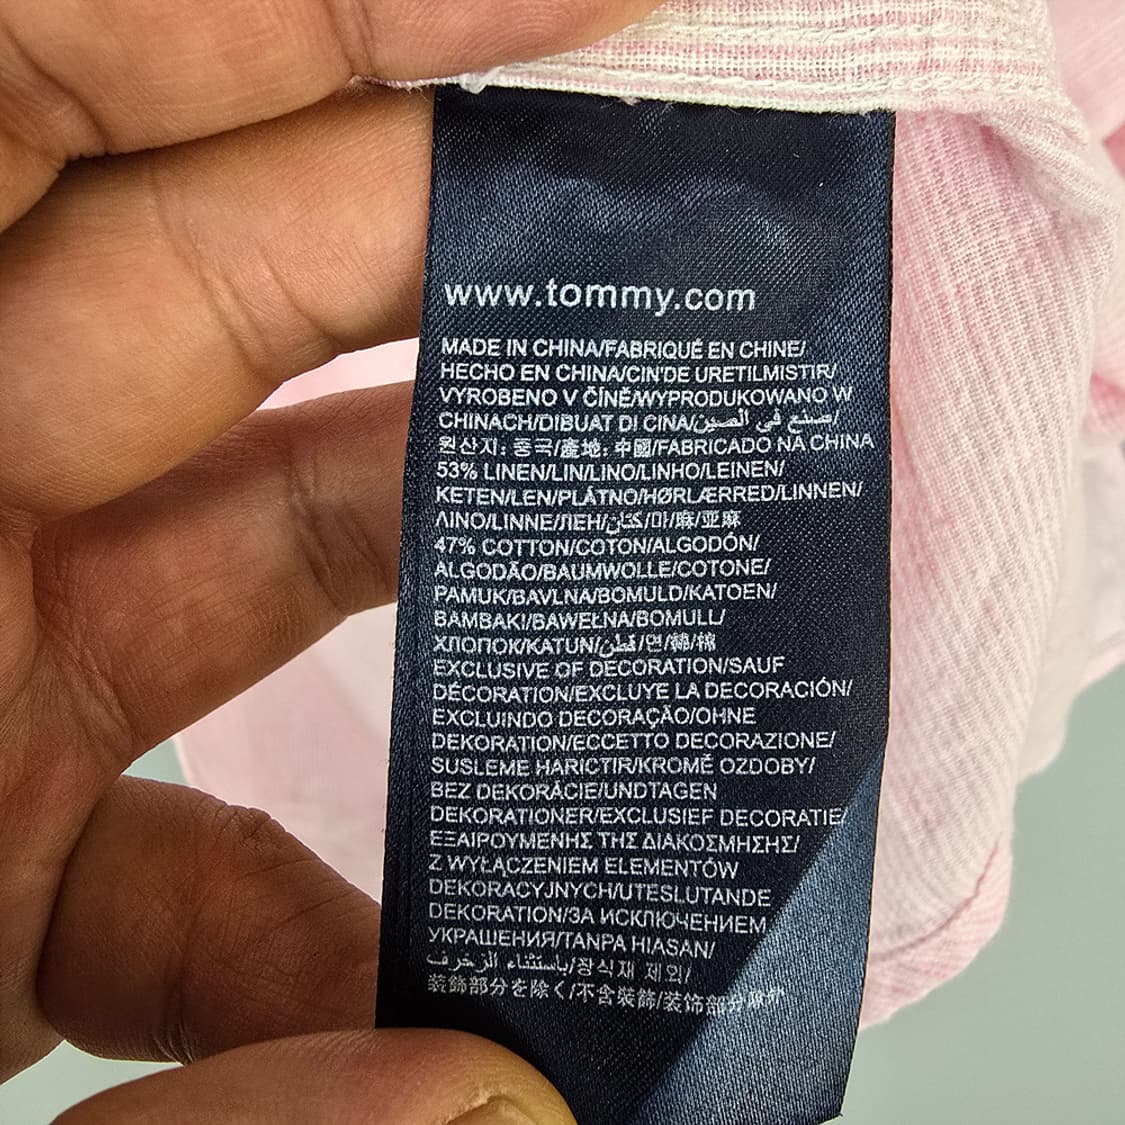 www.tommy.com
MADE IN CHINA/FABRIQUÉ EN CHINE/
HECHO EN CHINA/CIN'DE URETILMISTIR/
VYROBENO V ČÍNĚ/WYPRODUKOWANO W
CHINACH/DIBUAT DI CINA/صنع في الصين/
원산지: 중국/產地: 中國/FABRICADO NA CHINA
53% LINEN/LIN/LINO/LINHO/LEINEN/
KETEN/LEN/PLÁTNO/HØRLÆRRED/LINNEN/
ΛΙΝΟ/LINNE/ЛЕН/كتان/마/麻/亚麻
47% COTTON/COTON/ALGODÓN/
ALGODÃO/BAUMWOLLE/COTONE/
PAMUK/BAVLNA/BOMULD/KATOEN/
BAMBAKI/BAWEŁNA/BOMULL/
ХЛОПОК/KATUN/قطن/면/綿/棉
EXCLUSIVE OF DECORATION/SAUF
DÉCORATION/EXCLUYE LA DECORACIÓN/
EXCLUINDO DECORAÇÃO/OHNE
DEKORATION/ECCETTO DECORAZIONE/
SUSLEME HARICTIR/KROMĚ OZDOBY/
BEZ DEKORÁCIE/UNDTAGEN
DEKORATIONER/EXCLUSIEF DECORATIE/
ΕΞΑΙΡΟΥΜΕΝΗΣ ΤΗΣ ΔΙΑΚΟΣΜΗΣΗΣ/
Z WYŁĄCZENIEM ELEMENTÓW
DEKORACYJNYCH/UTESLUTANDE
DEKORATION/ЗА ИСКЛЮЧЕНИЕМ
УКРАШЕНИЯ/TANPA HIASAN/
باستثناء الزخرف/장식재 제외/
装飾部分を除く/不含裝飾/装饰部分除外